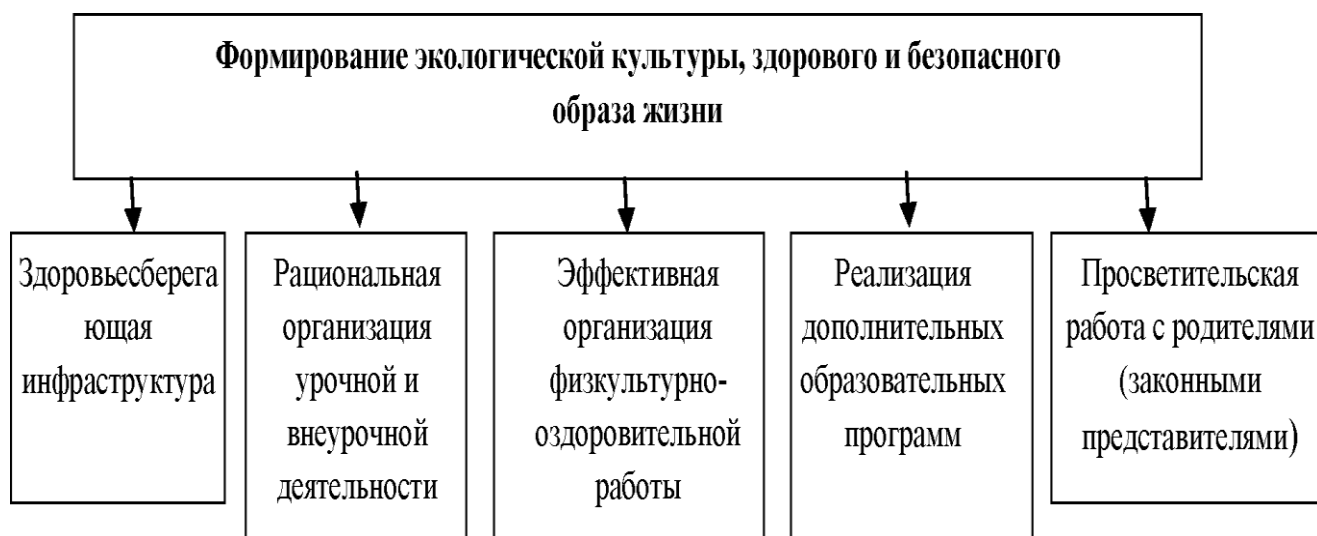 Формирование экологической культуры, здорового и безопасного
образа жизни
Здоровьесберега
ющая
инфраструктура
Рациональная
организация
урочной и
внеурочной
деятельности
Эффективная
организация
физкультурно-
оздоровительной
работы
Реализация
дополнительных
образовательных
программ
Просветительская
работа с родителями
(законными
представителями)